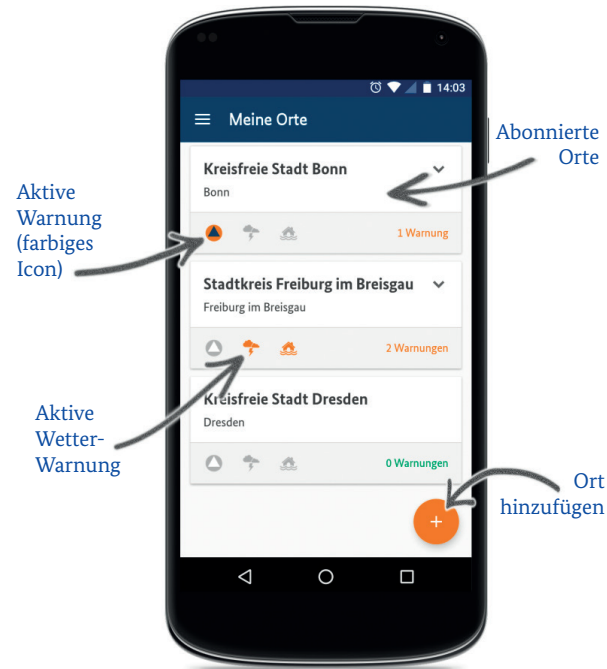 14:03
Meine Orte
Abonnierte
Orte
Kreisfreie Stadt Bonn
Bonn
Aktive
Warnung
(farbiges
Icon)
1 Warnung
Stadtkreis Freiburg im Breisgau
Freiburg im Breisgau
2 Warnungen
Aktive
Wetter-
Warnung
Kreisfreie Stadt Dresden
Dresden
0 Warnungen
Ort
hinzufügen
+